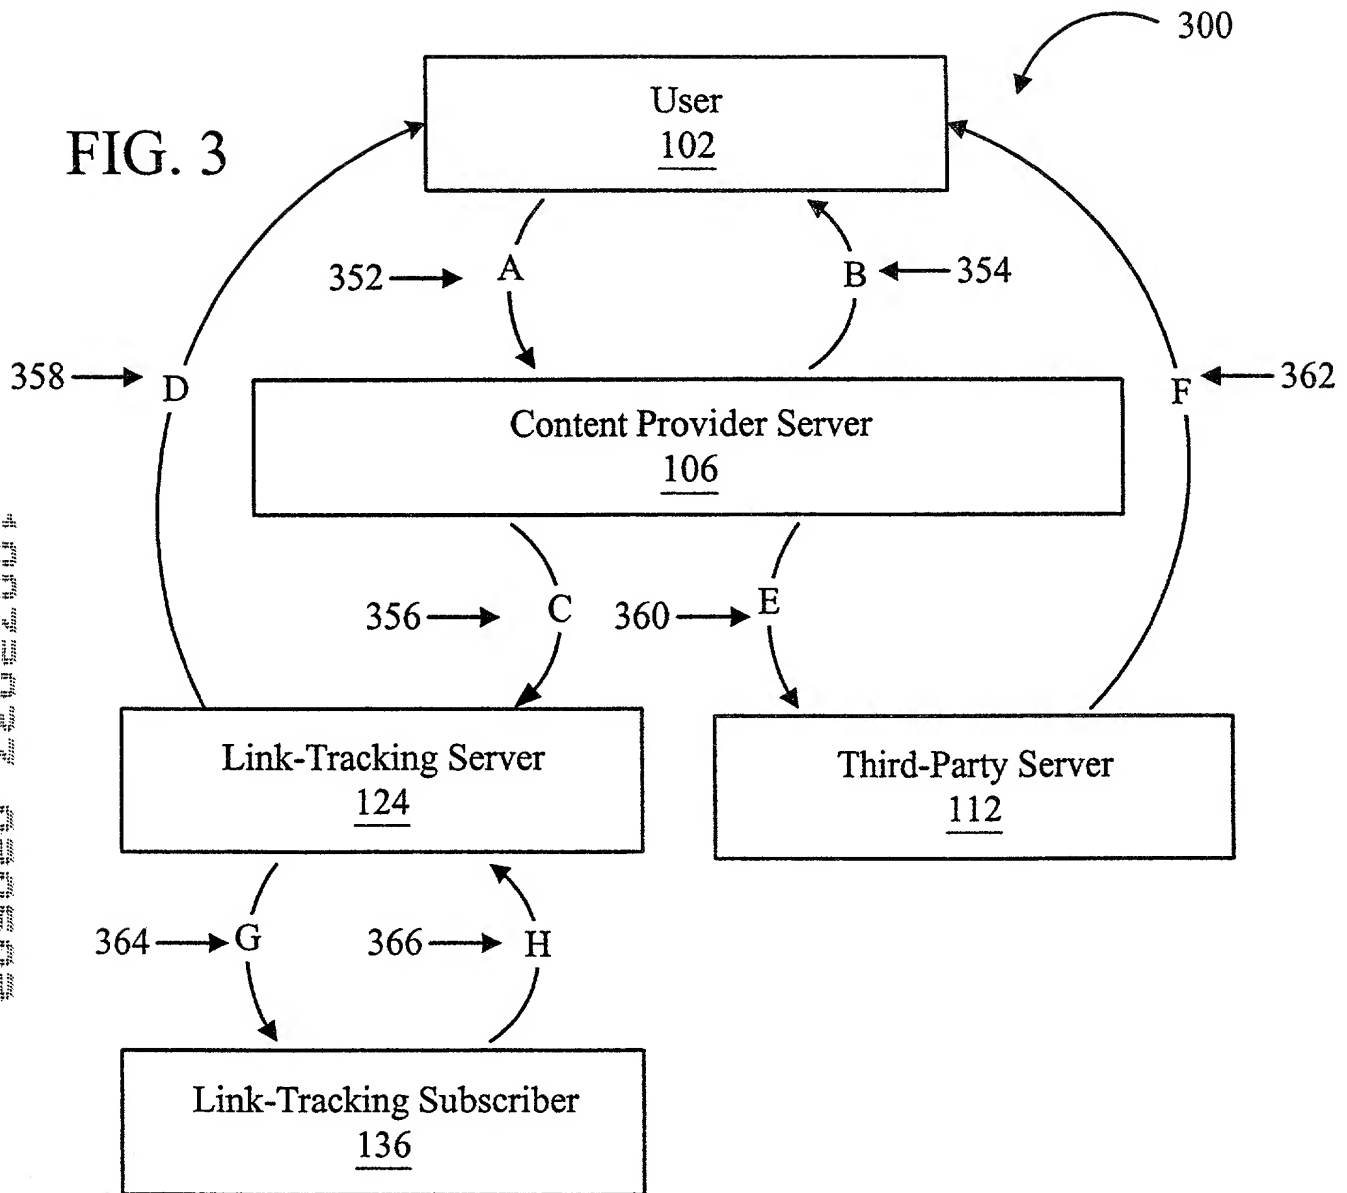 300
User
102
FIG. 3
352
A
B
354
358
D
F
362
Content Provider Server
106
356
C
360
E
Link-Tracking Server
124
Third-Party Server
112
364
G
366
H
Link-Tracking Subscriber
136